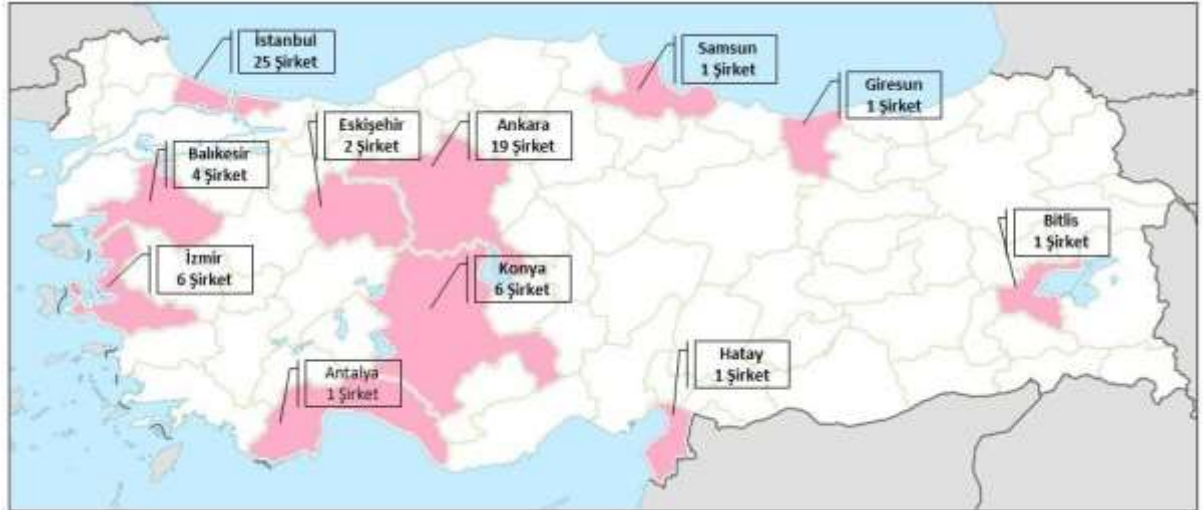 İstanbul
25 Şirket
Samsun
1 Şirket
Giresun
1 Şirket
Eskişehir
2 Şirket
Ankara
19 Şirket
Balıkesir
4 Şirket
Bitlis
1 Şirket
İzmir
6 Şirket
Konya
6 Şirket
Hatay
1 Şirket
Antalya
1 Şirket